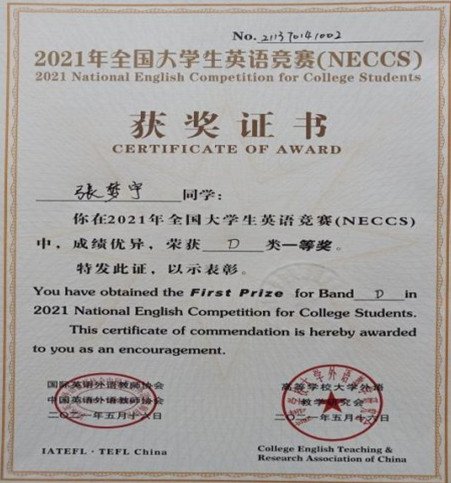 No. 211370141002
2021年全国大学生英语竞赛(NECCS)
2021 National English Competition for College Students
获奖证书
CERTIFICATE OF AWARD
张梦宇 同学:
你在2021年全国大学生英语竞赛(NECCS)
中，成绩优异，荣获 D 类一等奖。
特发此证，以示表彰。
You have obtained the First Prize for Band D in
2021 National English Competition for College Students.
This certificate of commendation is hereby awarded
to you as an encouragement.
国际英语外语教师协会
中国英语外语教师协会
二〇二一年五月十六日
IATEFL·TEFL China
高等学校大学外语
教学研究会
二〇二一年五月十六日
College English Teaching &
Research Association of China